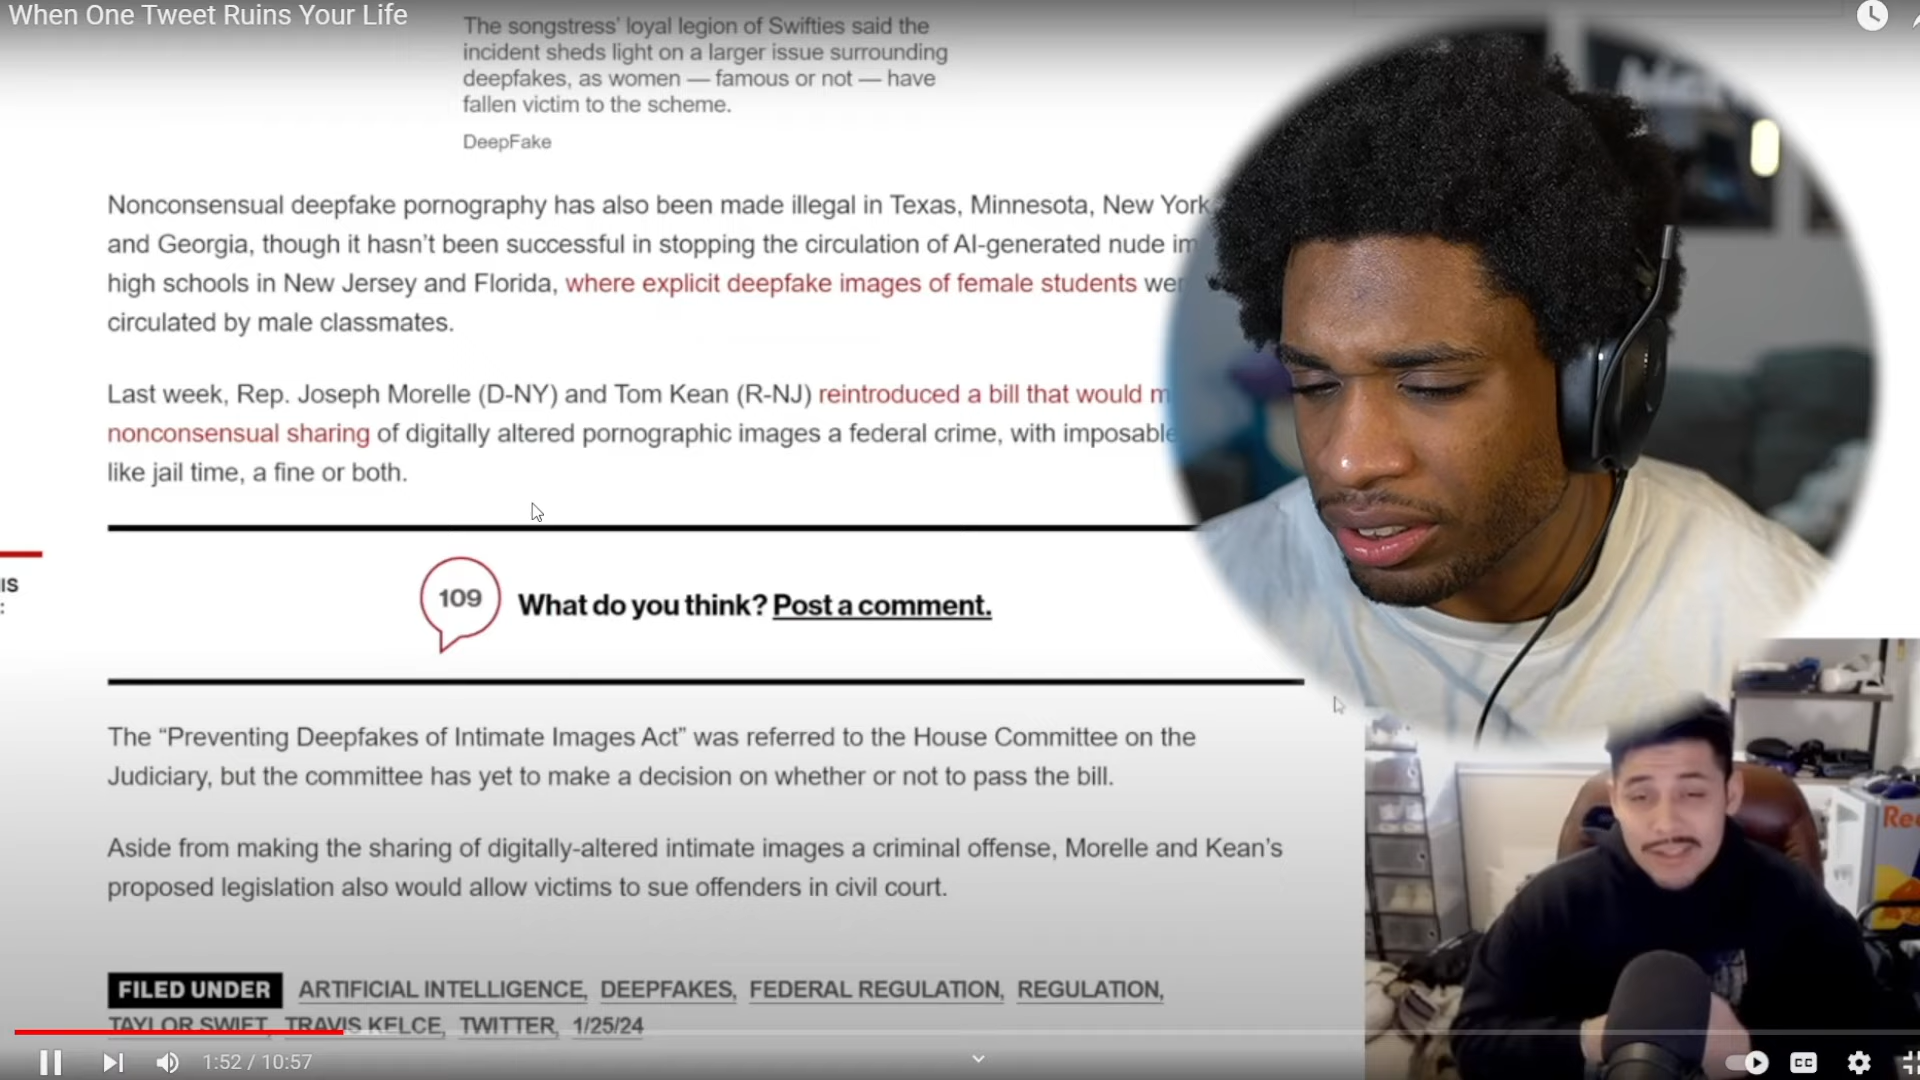 When One Tweet Ruins Your Life
The songstress' loyal legion of Swifties said the
incident sheds light on a larger issue surrounding
deepfakes, as women — famous or not — have
fallen victim to the scheme.
DeepFake
Nonconsensual deepfake pornography has also been made illegal in Texas, Minnesota, New York
and Georgia, though it hasn't been successful in stopping the circulation of AI-generated nude im
high schools in New Jersey and Florida, where explicit deepfake images of female students wer
circulated by male classmates.
Last week, Rep. Joseph Morelle (D-NY) and Tom Kean (R-NJ) reintroduced a bill that would m
nonconsensual sharing of digitally altered pornographic images a federal crime, with imposable
like jail time, a fine or both.
IS
:
109
What do you think? Post a comment.
The “Preventing Deepfakes of Intimate Images Act” was referred to the House Committee on the
Judiciary, but the committee has yet to make a decision on whether or not to pass the bill.
Aside from making the sharing of digitally-altered intimate images a criminal offense, Morelle and Kean's
proposed legislation also would allow victims to sue offenders in civil court.
Re
FILED UNDER ARTIFICIAL INTELLIGENCE, DEEPFAKES, FEDERAL REGULATION, REGULATION,
TAYLOR SWIFT, TRAVIS KELCE, TWITTER, 1/25/24
1:52 / 10:57
CC